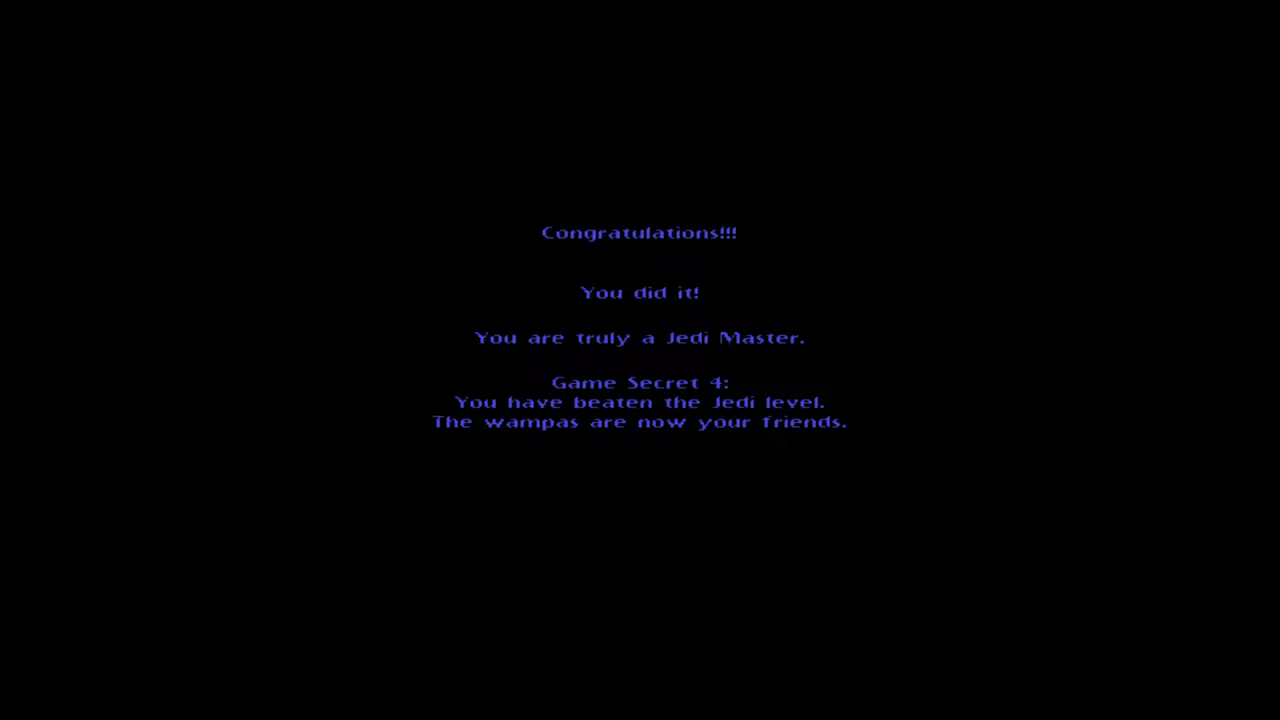 Congratulations!!!
You did it!
You are truly a Jedi Master.
Game Secret 4:
You have beaten the Jedi level.
The wampas are now your friends.